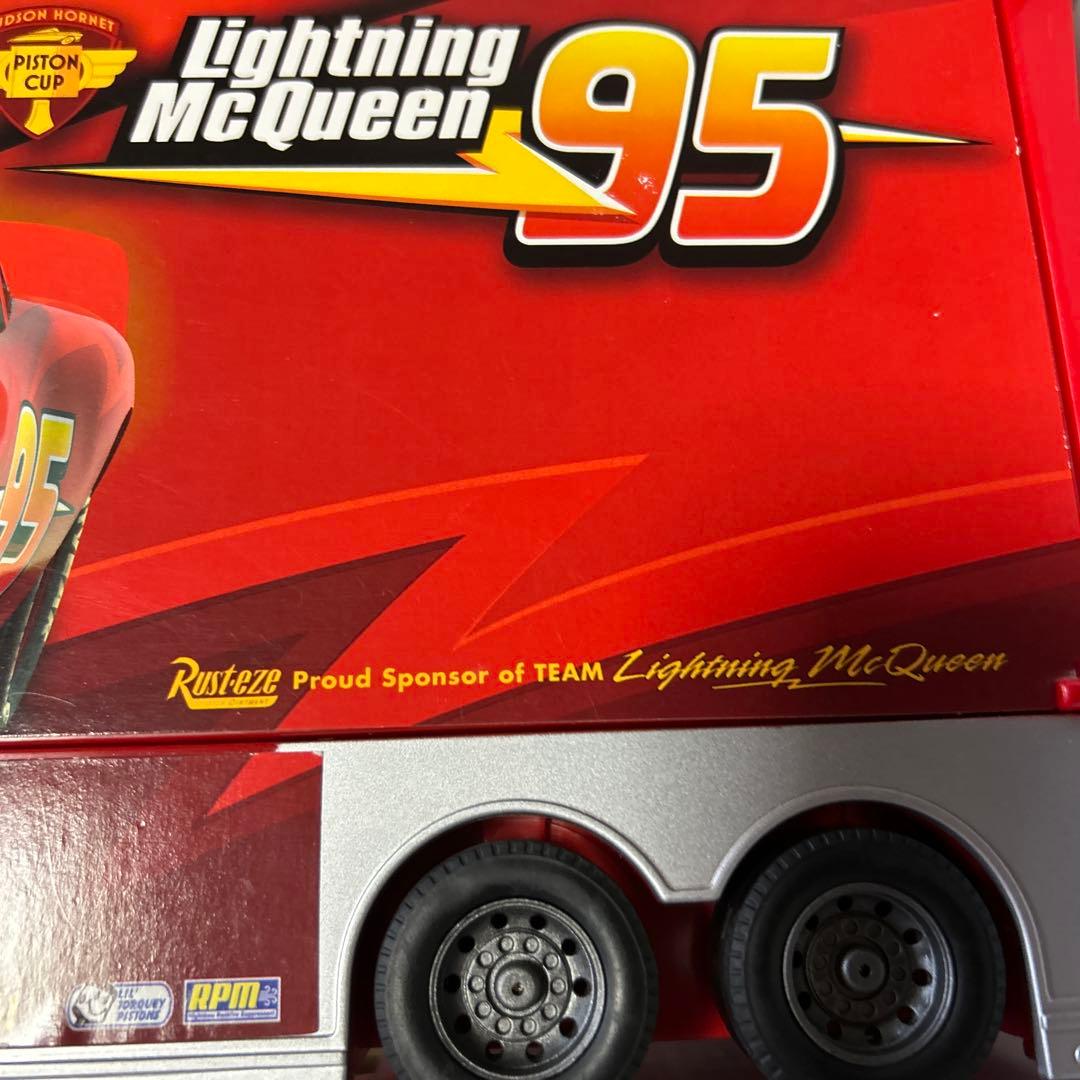 UDSON HORNET
PISTON
CUP
Lightning
McQueen
95
95
Rust-eze Proud Sponsor of TEAM Lightning McQueen
LIL'
TORQUEY
PISTONS
RPM